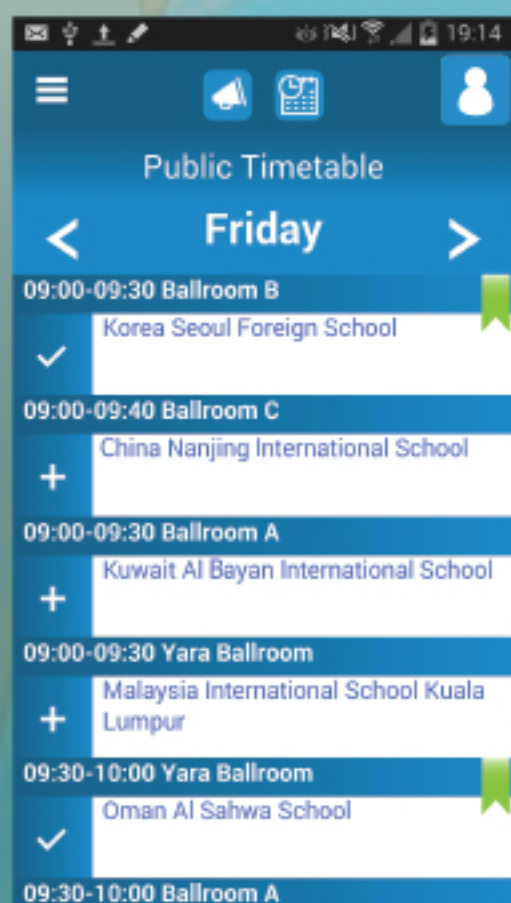 19:14
Public Timetable
Friday
09:00-09:30 Ballroom B
Korea Seoul Foreign School
09:00-09:40 Ballroom C
China Nanjing International School
09:00-09:30 Ballroom A
Kuwait Al Bayan International School
09:00-09:30 Yara Ballroom
Malaysia International School Kuala
Lumpur
09:30-10:00 Yara Ballroom
Oman Al Sahwa School
09:30-10:00 Ballroom A